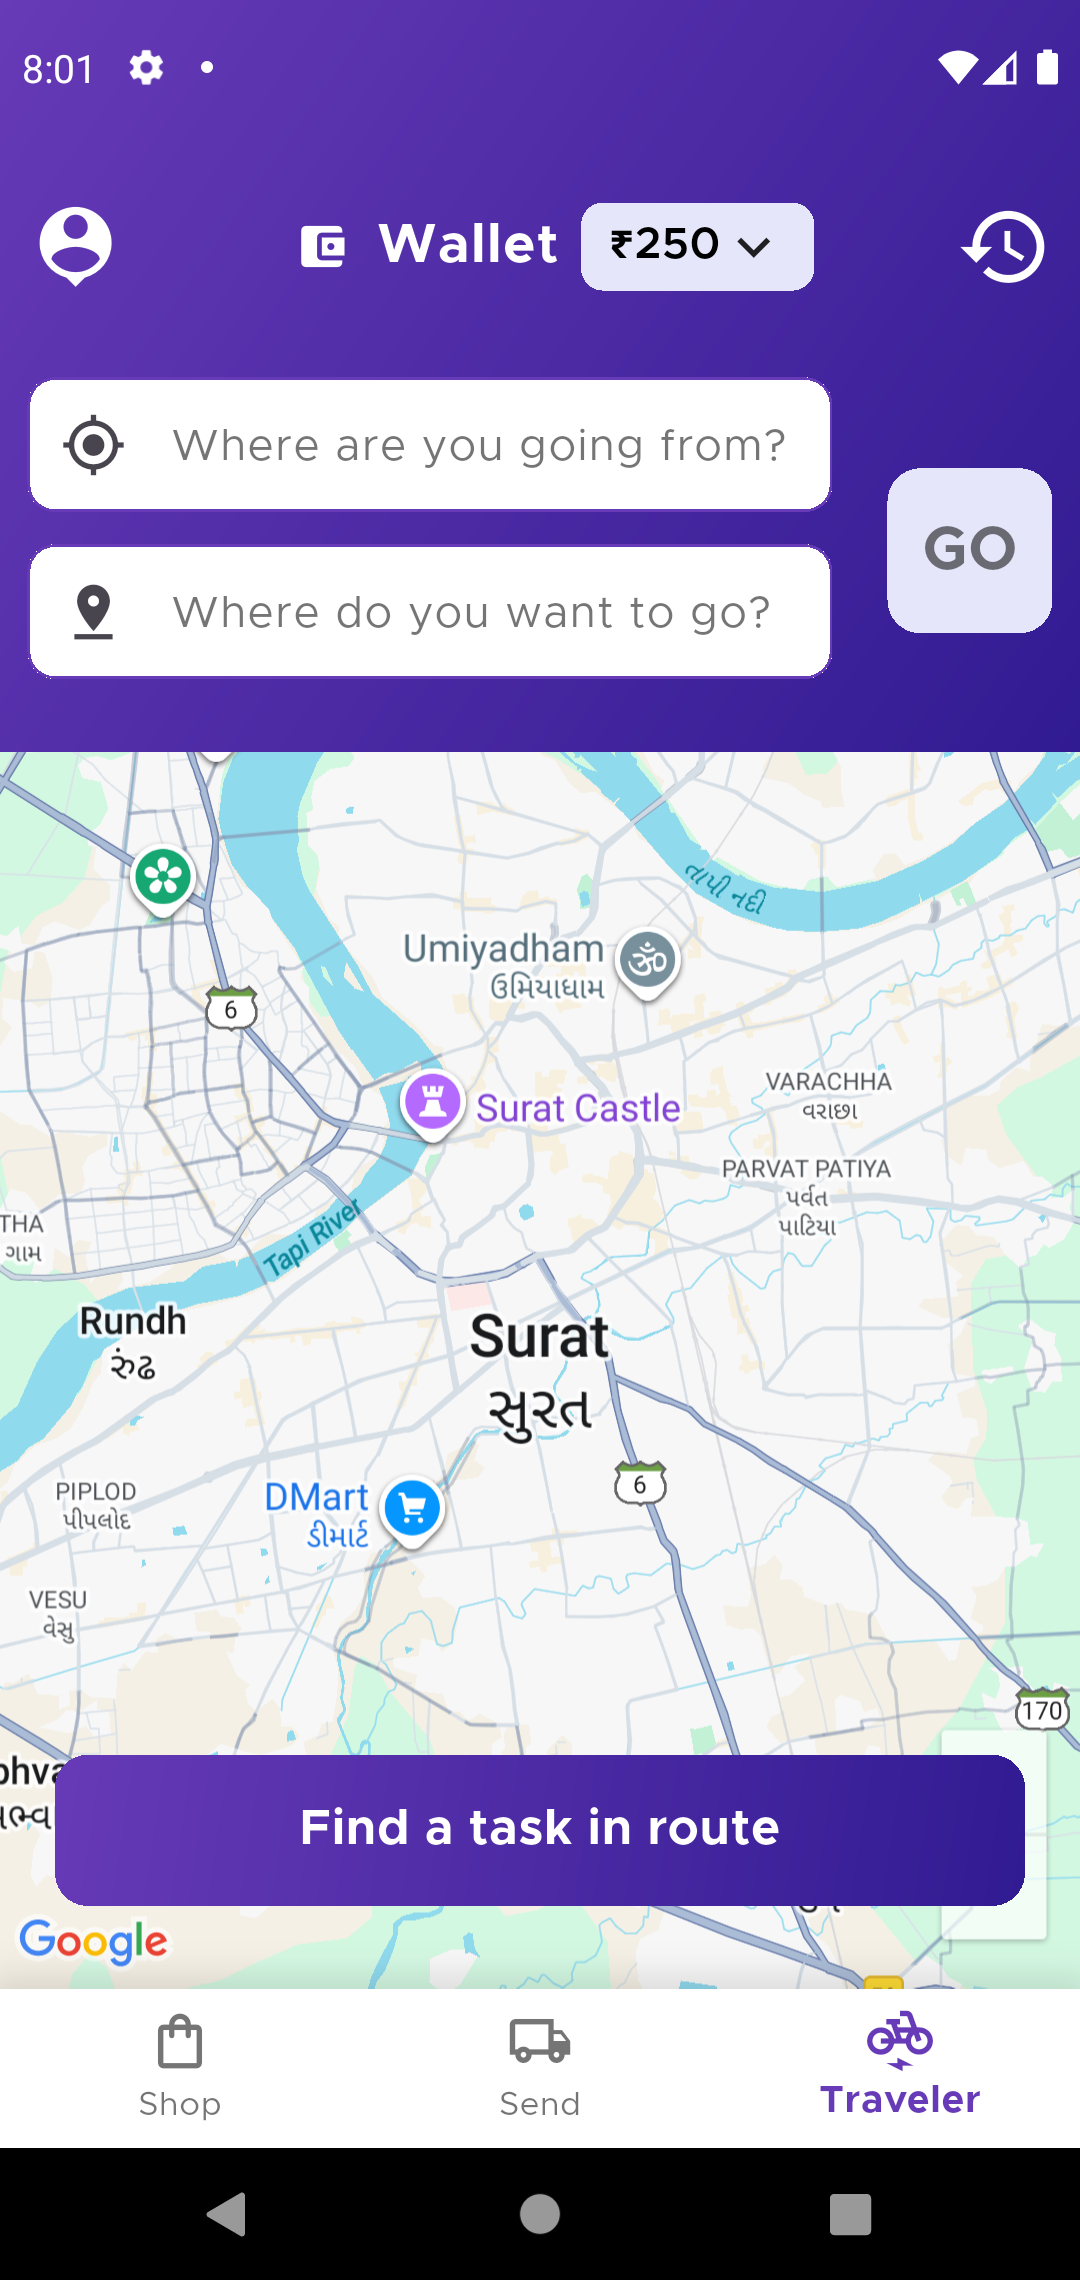 8:01
Wallet ₹250
Where are you going from?
GO
Where do you want to go?
તાપી નદી
Umiyadham
ઉમિયાધામ
6
VARACHHA
વરાછા
Surat Castle
PARVAT PATIYA
પર્વત
પાટિયા
THA
ગામ
Tapi River
Rundh
રુંઢ
Surat
સુરત
6
PIPLOD
પીપલોદ
DMart
ડીમાર્ટ
VESU
વેસુ
170
Find a task in route
Google
Shop
Send
Traveler